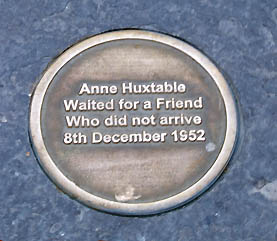 Anne Huxtable
Waited for a Friend
Who did not arrive
8th December 1952